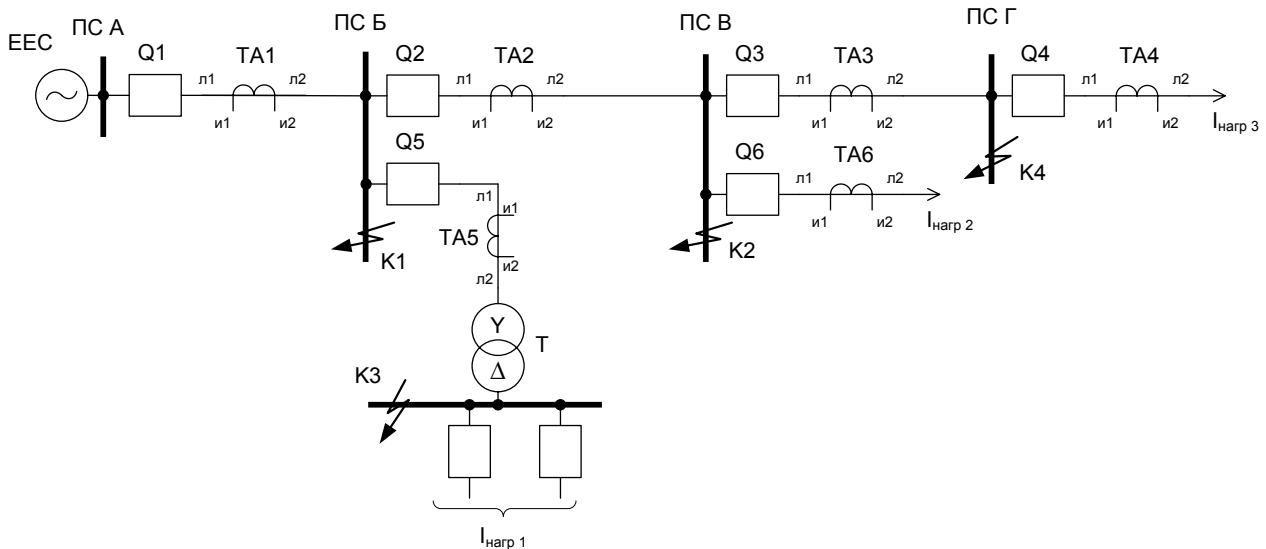 ЕЕС
ПС А
Q1
TA1
л1
л2
и1
и2
ПС Б
Q2
TA2
л1
л2
и1
и2
Q5
л1
и1
TA5
и2
л2
K1
Y
Δ
T
K3
Iнагр 1
ПС В
Q3
TA3
л1
л2
и1
и2
Q6
TA6
л1
л2
и1
и2
Iнагр 2
K2
ПС Г
Q4
TA4
л1
л2
и1
и2
Iнагр 3
K4